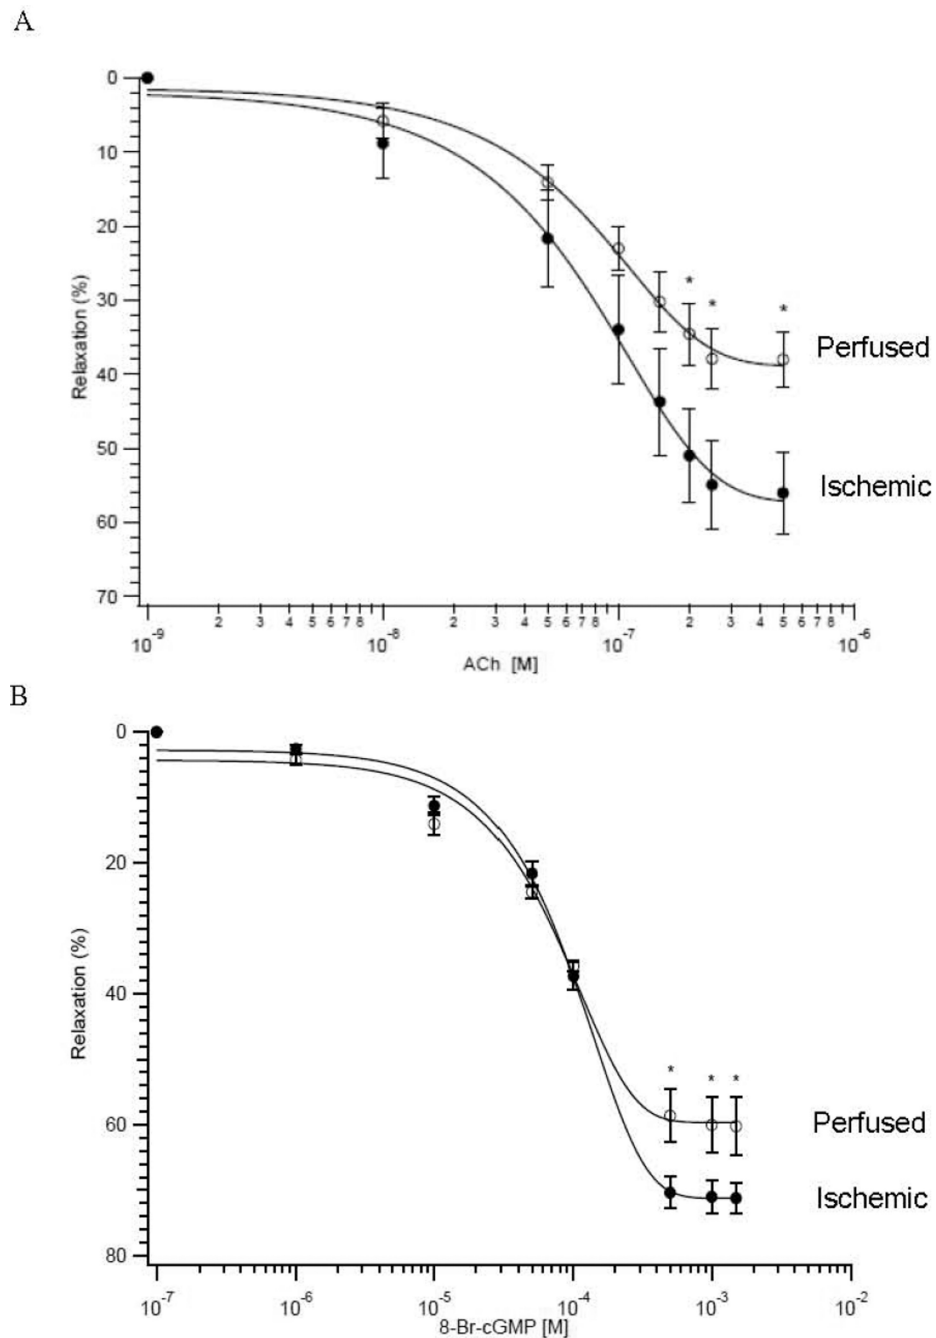 A
0
10
20
30
40
50
60
70
Relaxation (%)
* * *
Perfused
Ischemic
2 3 4 5 6 7 8 2 3 4 5 6 7 8 2 3 4 5 6 7 8
10-9 10-8 10-7 10-6
ACh [M]
B
0
20
40
60
80
Relaxation (%)
* * *
Perfused
Ischemic
10-7 10-6 10-5 10-4 10-3 10-2
8-Br-cGMP [M]